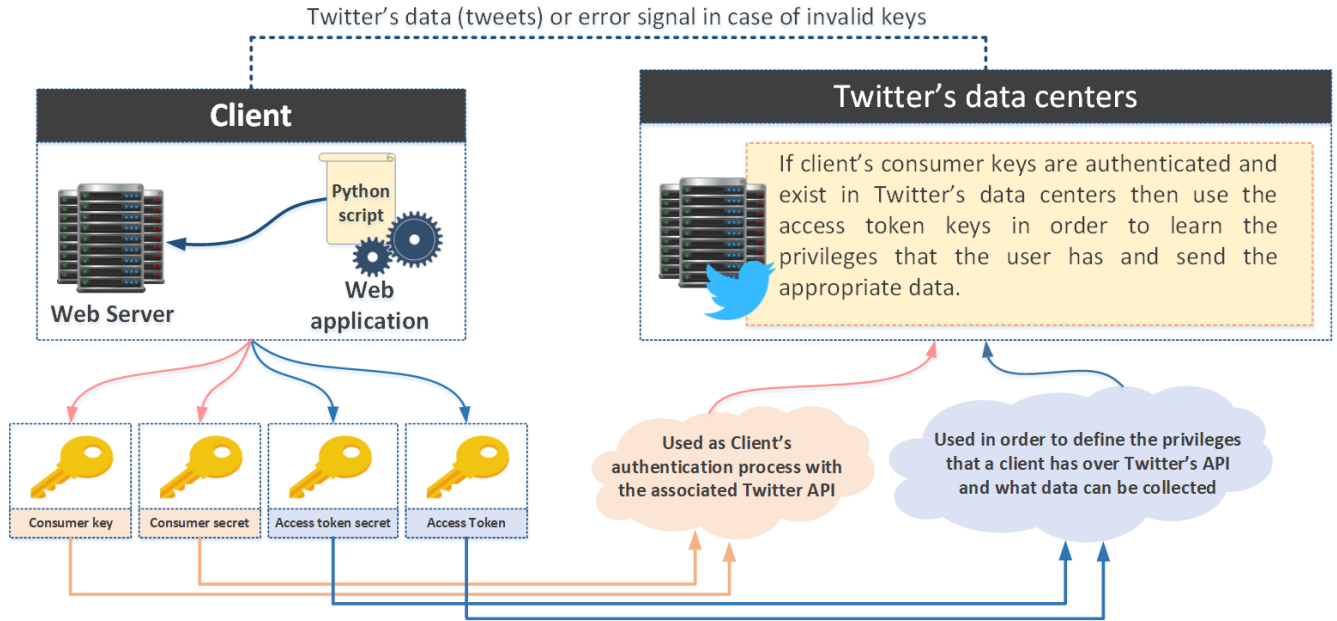 Twitter's data (tweets) or error signal in case of invalid keys
Client
Twitter's data centers
Python
script
Web Server
Web
application
If client's consumer keys are authenticated and
exist in Twitter's data centers then use the
access token keys in order to learn the
privileges that the user has and send the
appropriate data.
Consumer key
Consumer secret
Access token secret
Access Token
Used as Client's
authentication process with
the associated Twitter API
Used in order to define the privileges
that a client has over Twitter's API
and what data can be collected